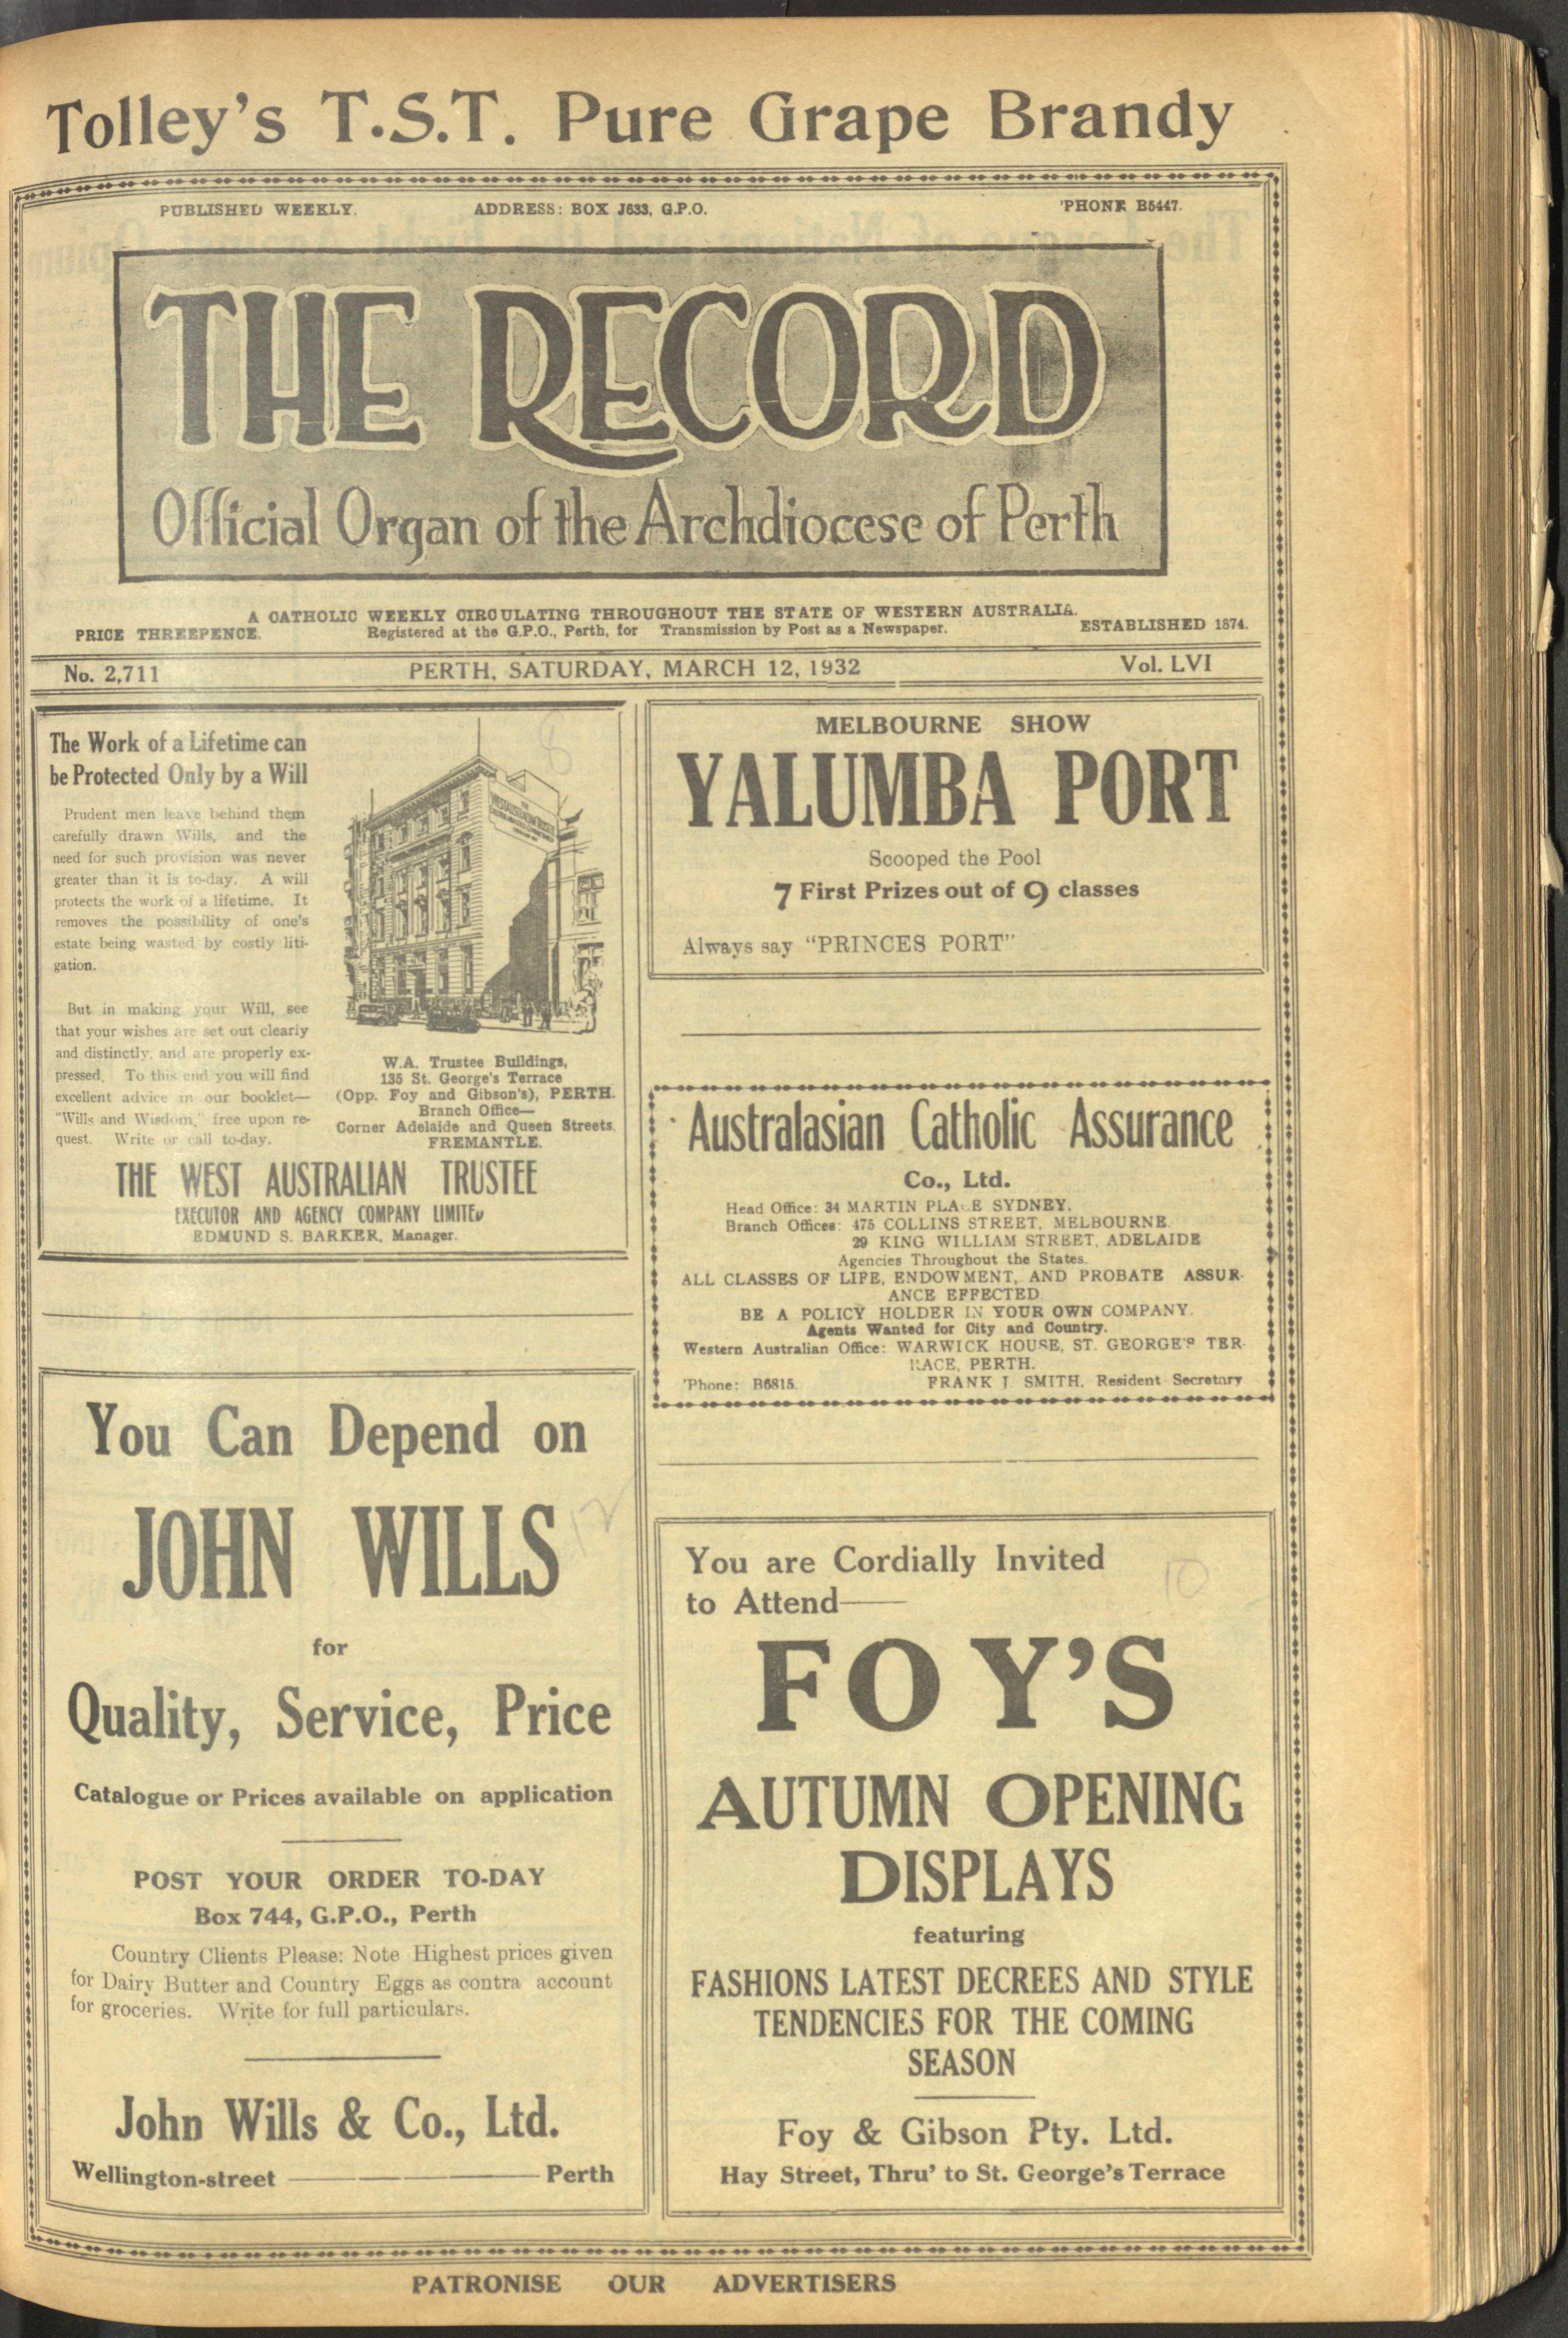 Tolley's T.S.T. Pure Grape Brandy
PUBLISHED WEEKLY. ADDRESS: BOX J633, G.P.O. 'PHONE B5447.
THE RECORD
Official Organ of the Archdiocese of Perth
A CATHOLIC WEEKLY CIRCULATING THROUGHOUT THE STATE OF WESTERN AUSTRALIA.
PRICE THREEPENCE. Registered at the G.P.O., Perth, for Transmission by Post as a Newspaper. ESTABLISHED 1874.
No. 2,711 PERTH, SATURDAY, MARCH 12, 1932 Vol. LVI
The Work of a Lifetime can
be Protected Only by a Will
Prudent men leave behind them
carefully drawn Wills, and the
need for such provision was never
greater than it is to-day. A will
protects the work of a lifetime. It
removes the possibility of one's
estate being wasted by costly liti-
gation.
But in making your Will, see
that your wishes are set out clearly
and distinctly, and are properly ex-
pressed. To this end you will find
excellent advice in our booklet—
"Wills and Wisdom," free upon re-
quest. Write or call to-day.
W.A. Trustee Buildings,
135 St. George's Terrace
(Opp. Foy and Gibson's), PERTH.
Branch Office—
Corner Adelaide and Queen Streets.
FREMANTLE.
THE WEST AUSTRALIAN TRUSTEE
EXECUTOR AND AGENCY COMPANY LIMITED
EDMUND S. BARKER, Manager.
8
You Can Depend on
JOHN WILLS
12
for
Quality, Service, Price
Catalogue or Prices available on application
POST YOUR ORDER TO-DAY
Box 744, G.P.O., Perth
Country Clients Please: Note Highest prices given
for Dairy Butter and Country Eggs as contra account
for groceries. Write for full particulars.
John Wills & Co., Ltd.
Wellington-street Perth
MELBOURNE SHOW
YALUMBA PORT
Scooped the Pool
7 First Prizes out of 9 classes
Always say "PRINCES PORT"
Australasian Catholic Assurance
Co., Ltd.
Head Office: 34 MARTIN PLACE SYDNEY.
Branch Offices: 475 COLLINS STREET, MELBOURNE.
29 KING WILLIAM STREET, ADELAIDE
Agencies Throughout the States.
ALL CLASSES OF LIFE, ENDOWMENT, AND PROBATE ASSUR-
ANCE EFFECTED
BE A POLICY HOLDER IN YOUR OWN COMPANY.
Agents Wanted for City and Country.
Western Australian Office: WARWICK HOUSE, ST. GEORGE'S TER-
RACE, PERTH.
'Phone: B6815. FRANK J. SMITH, Resident Secretary
You are Cordially Invited
to Attend—
10
FOY'S
AUTUMN OPENING
DISPLAYS
featuring
FASHIONS LATEST DECREES AND STYLE
TENDENCIES FOR THE COMING
SEASON
Foy & Gibson Pty. Ltd.
Hay Street, Thru' to St. George's Terrace
PATRONISE OUR ADVERTISERS